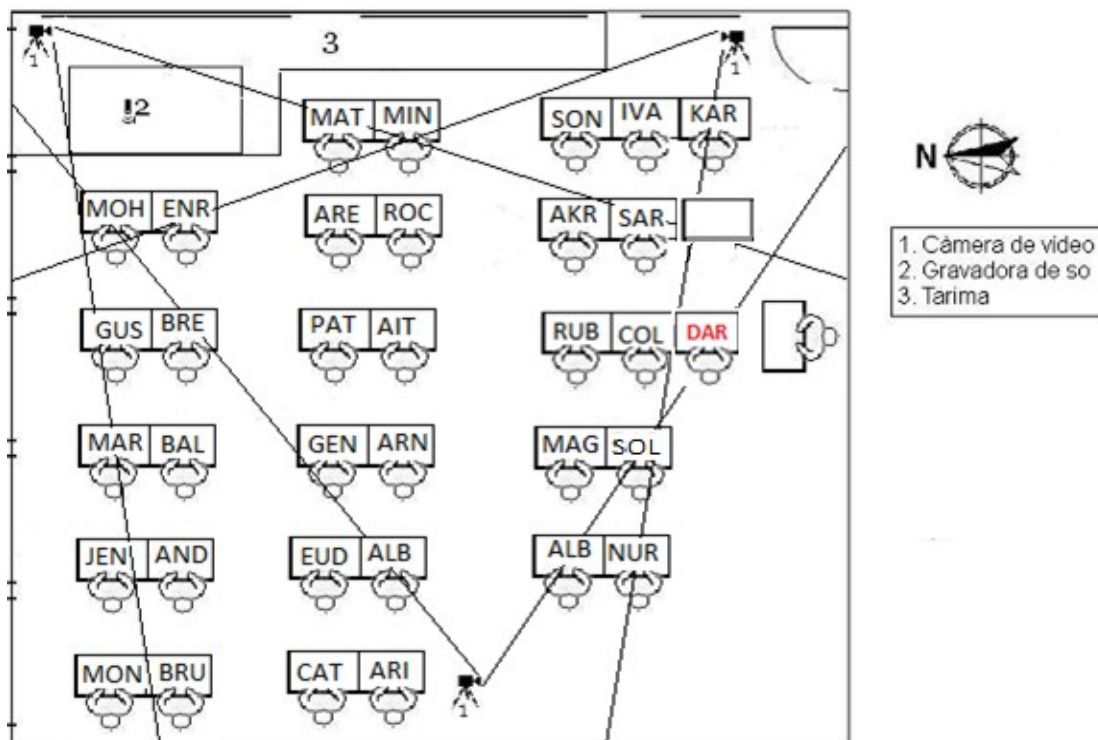 3
1
1
2
MAT MIN
SON IVA KAR
MOH ENR
ARE ROC
AKR SAR
N
1. Càmera de vídeo
2. Gravadora de so
3. Tarima
GUS BRE
PAT AIT
RUB COL DAR
MAR BAL
GEN ARN
MAG SOL
JEN AND
EUD ALB
ALB NUR
MON BRU
CAT ARI
1